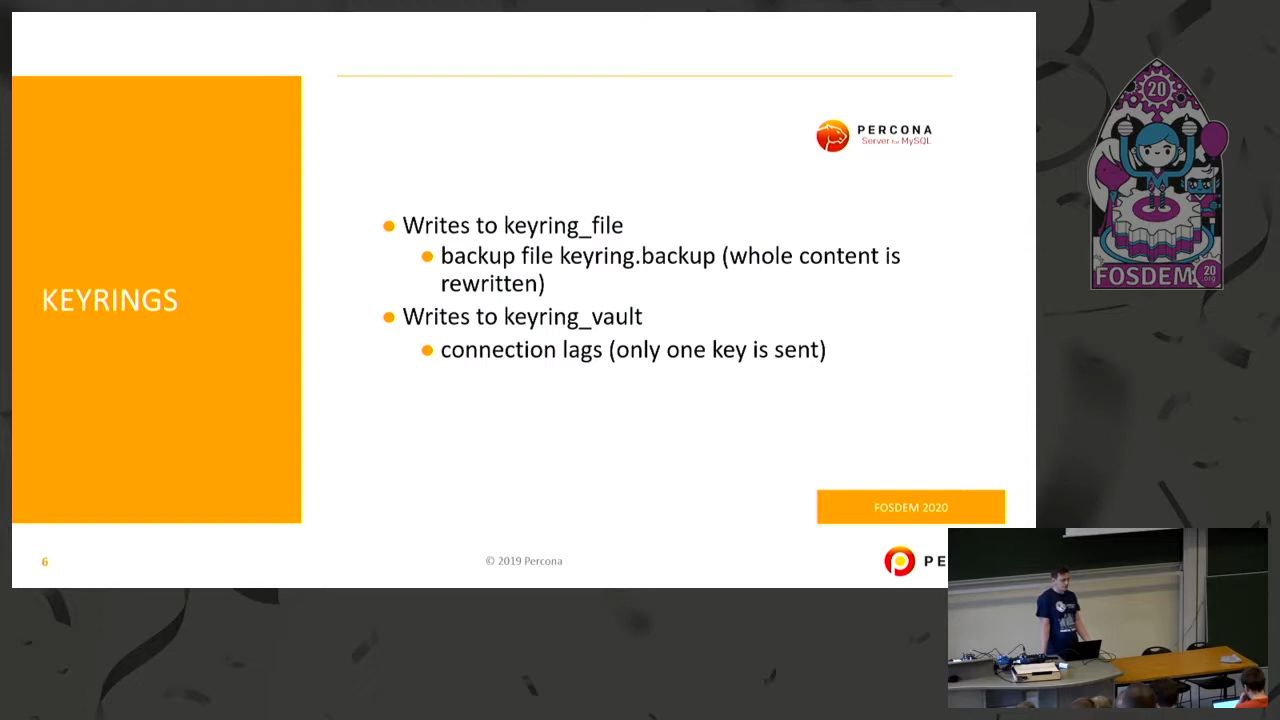 PERCONA
Server for MySQL
Writes to keyring_file
backup file keyring.backup (whole content is
rewritten)
KEYRINGS
Writes to keyring_vault
connection lags (only one key is sent)
FOSDEM 2020
6
© 2019 Percona
PE
20
FOSDEM
20
.org